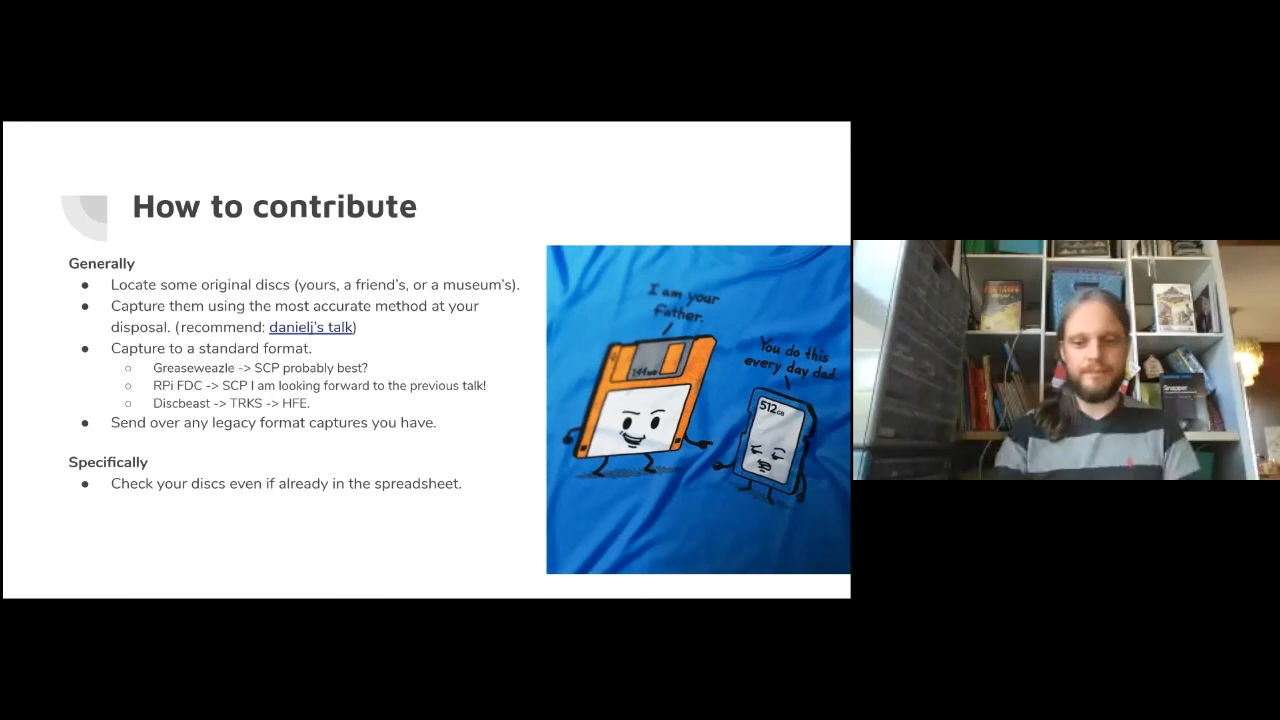 How to contribute
Generally
● Locate some original discs (yours, a friend's, or a museum's).
● Capture them using the most accurate method at your
disposal. (recommend: danielj's talk)
● Capture to a standard format.
○ Greaseweazle -> SCP probably best?
○ RPi FDC -> SCP I am looking forward to the previous talk!
○ Discbeast -> TRKS -> HFE.
● Send over any legacy format captures you have.
Specifically
● Check your discs even if already in the spreadsheet.
I am your
father.
You do this
every day dad.
1.44MB
512GB
Snapper